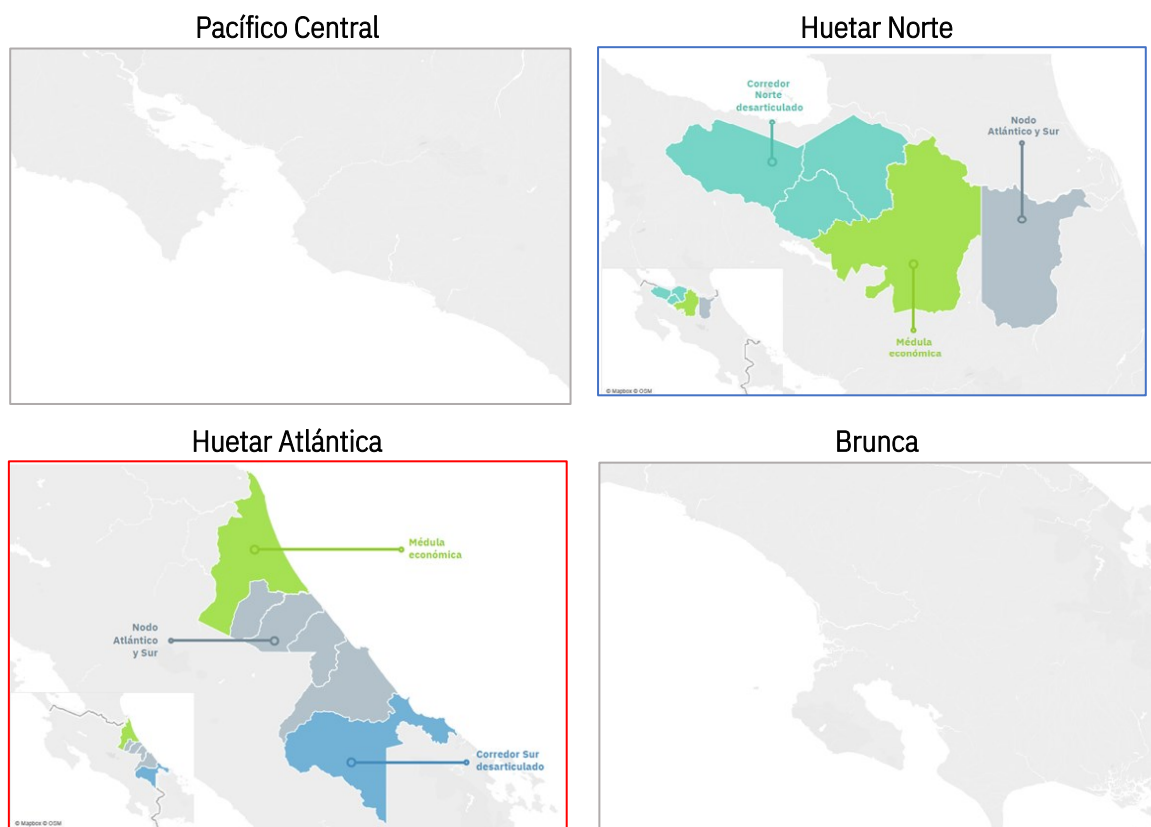 Pacífico Central
Huetar Norte
Corredor
Norte
desarticulado
Nodo
Atlántico y Sur
Médula
económica
© Mapbox © OSM
Huetar Atlántica
Médula
económica
Nodo
Atlántico
y Sur
Corredor Sur
desarticulado
© Mapbox © OSM
Brunca